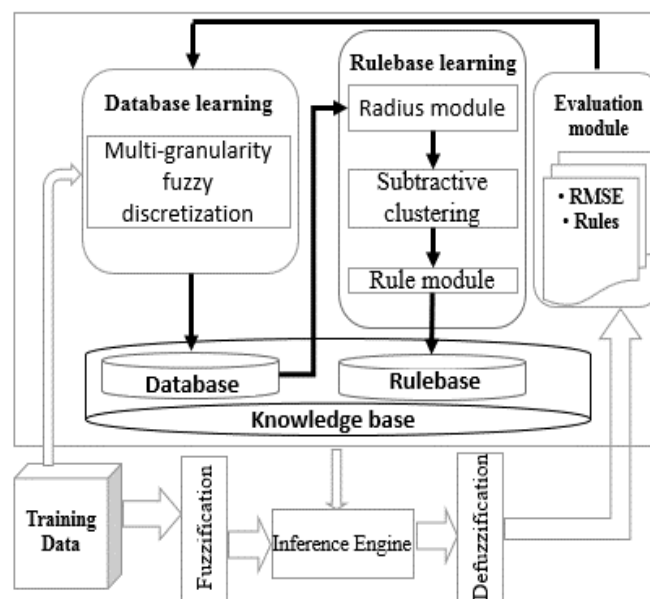 Database learning
Multi-granularity
fuzzy
discretization
Rulebase learning
Radius module
Subtractive
clustering
Rule module
Evaluation
module
• RMSE
• Rules
Database
Rulebase
Knowledge base
Training
Data
Fuzzification
Inference Engine
Defuzzification